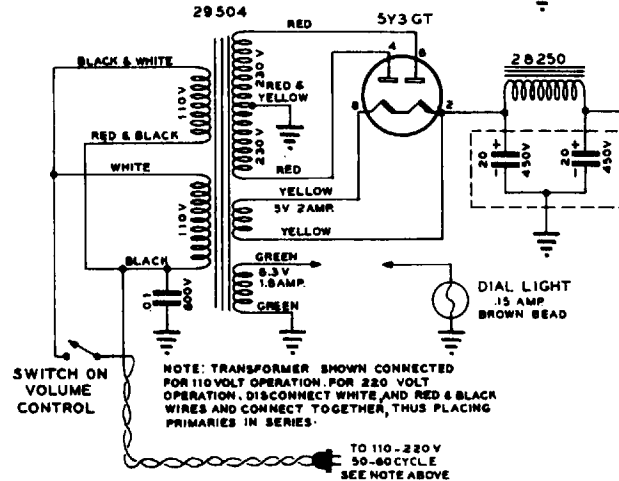 29504
RED
5Y3 GT
4
6
28250
BLACK & WHITE
110V
230V
RED &
YELLOW
230V
8
2
RED & BLACK
WHITE
RED
20
+
-
450V
20
+
-
450V
110V
YELLOW
5V 2AMP.
YELLOW
BLACK
GREEN
6.3V
1.8AMP.
GREEN
.01
600V
DIAL LIGHT
.15 AMP
BROWN BEAD
SWITCH ON
VOLUME
CONTROL
NOTE: TRANSFORMER SHOWN CONNECTED
FOR 110 VOLT OPERATION. FOR 220 VOLT
OPERATION, DISCONNECT WHITE, AND RED & BLACK
WIRES AND CONNECT TOGETHER, THUS PLACING
PRIMARIES IN SERIES.
TO 110-220V
50-60CYCLE
SEE NOTE ABOVE